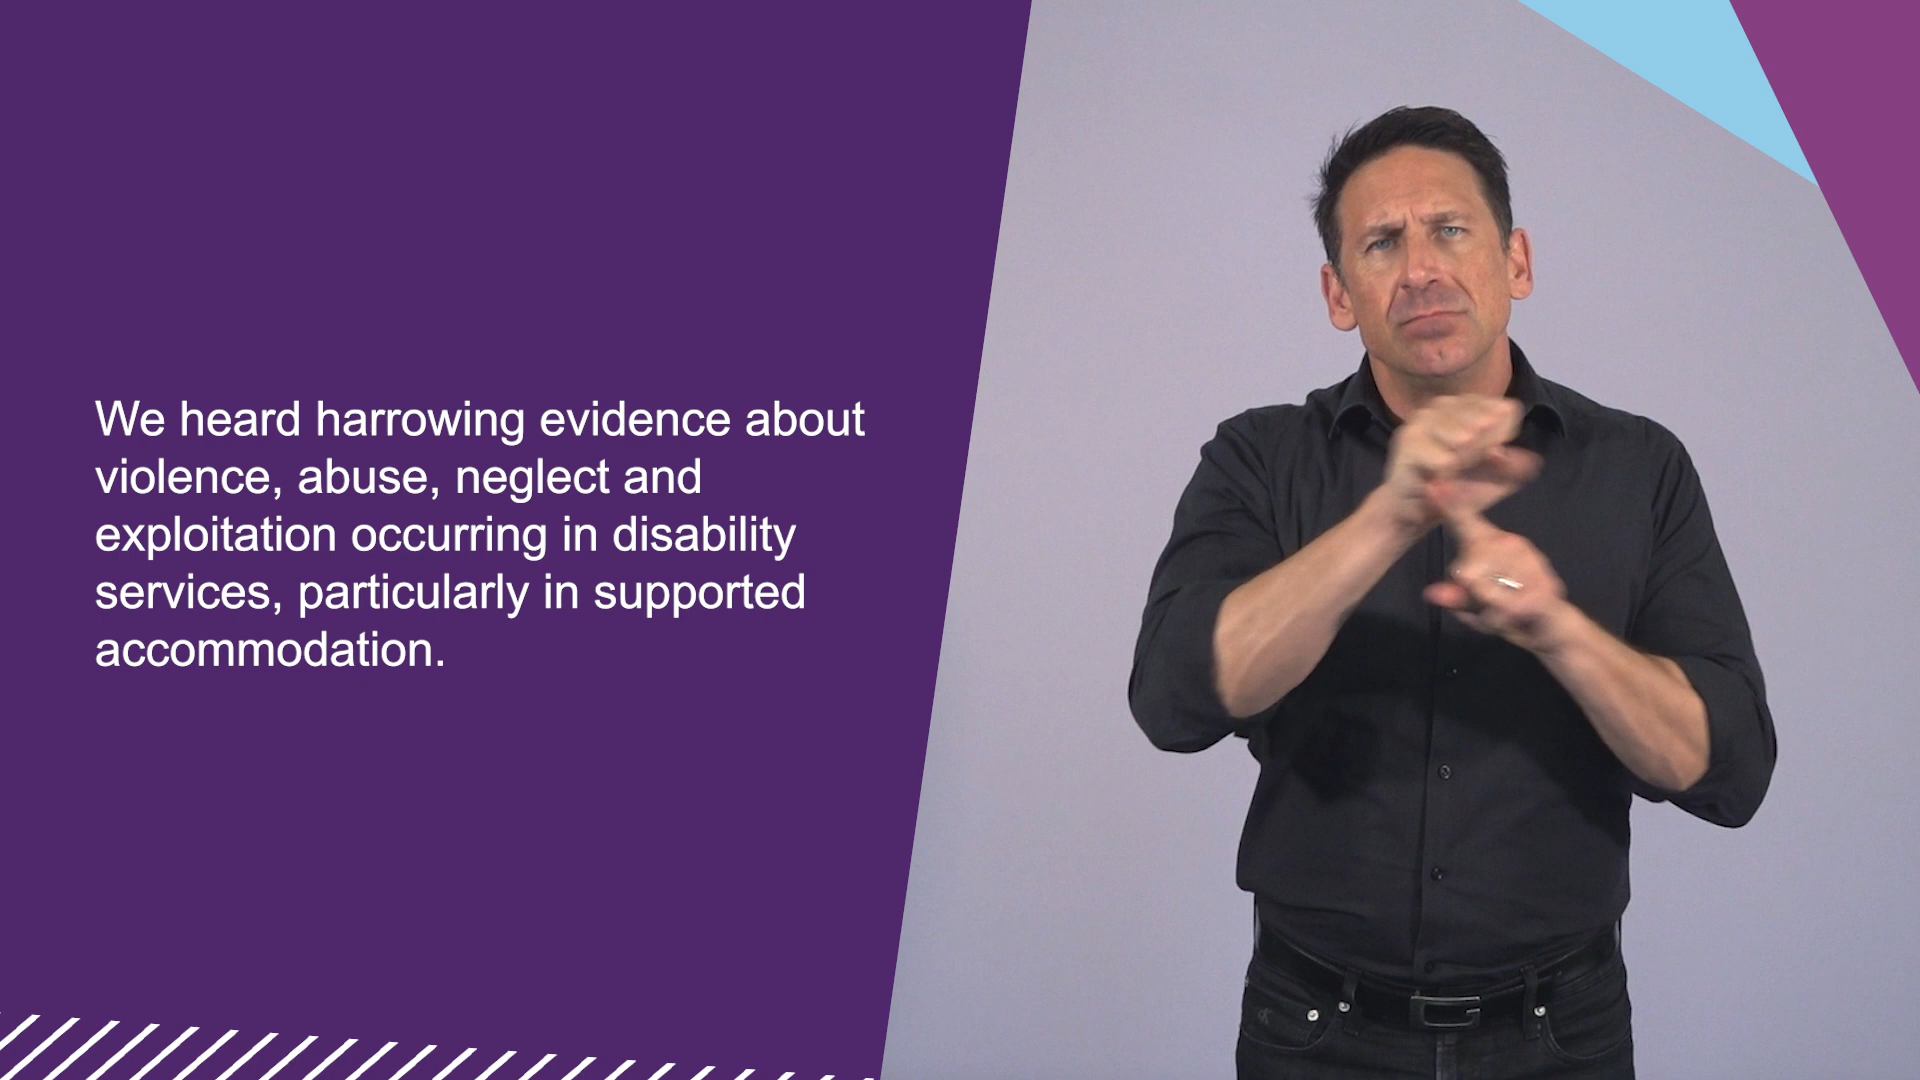 We heard harrowing evidence about
violence, abuse, neglect and
exploitation occurring in disability
services, particularly in supported
accommodation.